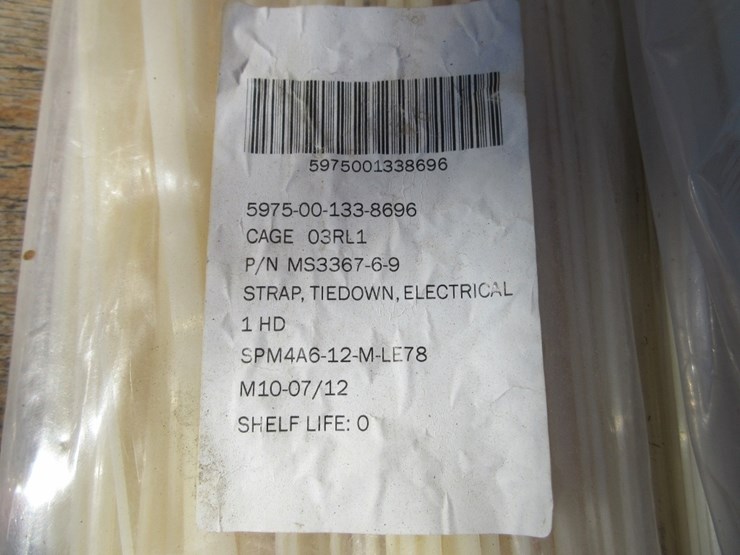 5975001338696
5975-00-133-8696
CAGE 03RL1
P/N MS3367-6-9
STRAP, TIEDOWN, ELECTRICAL
1 HD
SPM4A6-12-M-LE78
M10-07/12
SHELF LIFE: 0